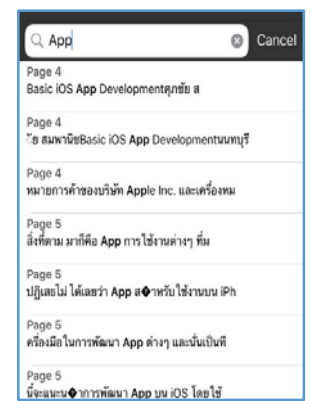 App
Cancel
Page 4
Basic iOS App Developmentศุภชัย ส
Page 4
ัย สมพานิชBasic iOS App Developmentนนทบุรี
Page 4
หมายการค้าของบริษัท Apple Inc. และเครื่องหม
Page 5
สิ่งที่ตาม มาก็คือ App การใช้งานต่างๆ ที่ม
Page 5
ปฏิเสธไม่ ได้เลยว่า App ส�าหรับใช้งานบน iPh
Page 5
ครื่องมือในการพัฒนา App ต่างๆ และนั่นเป็นที
Page 5
นี้จะแนะน�าการพัฒนา App บน iOS โดยใช้